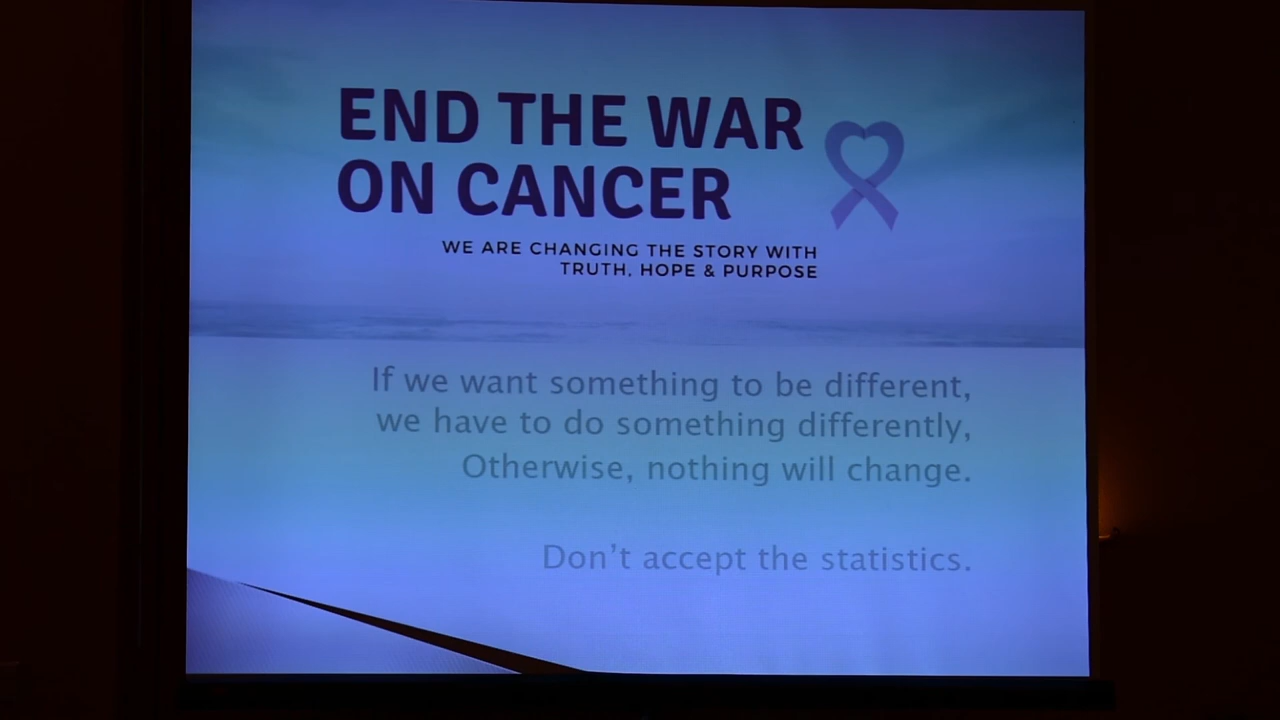 END THE WAR
ON CANCER
WE ARE CHANGING THE STORY WITH
TRUTH, HOPE & PURPOSE
If we want something to be different,
we have to do something differently,
Otherwise, nothing will change.
Don't accept the statistics.